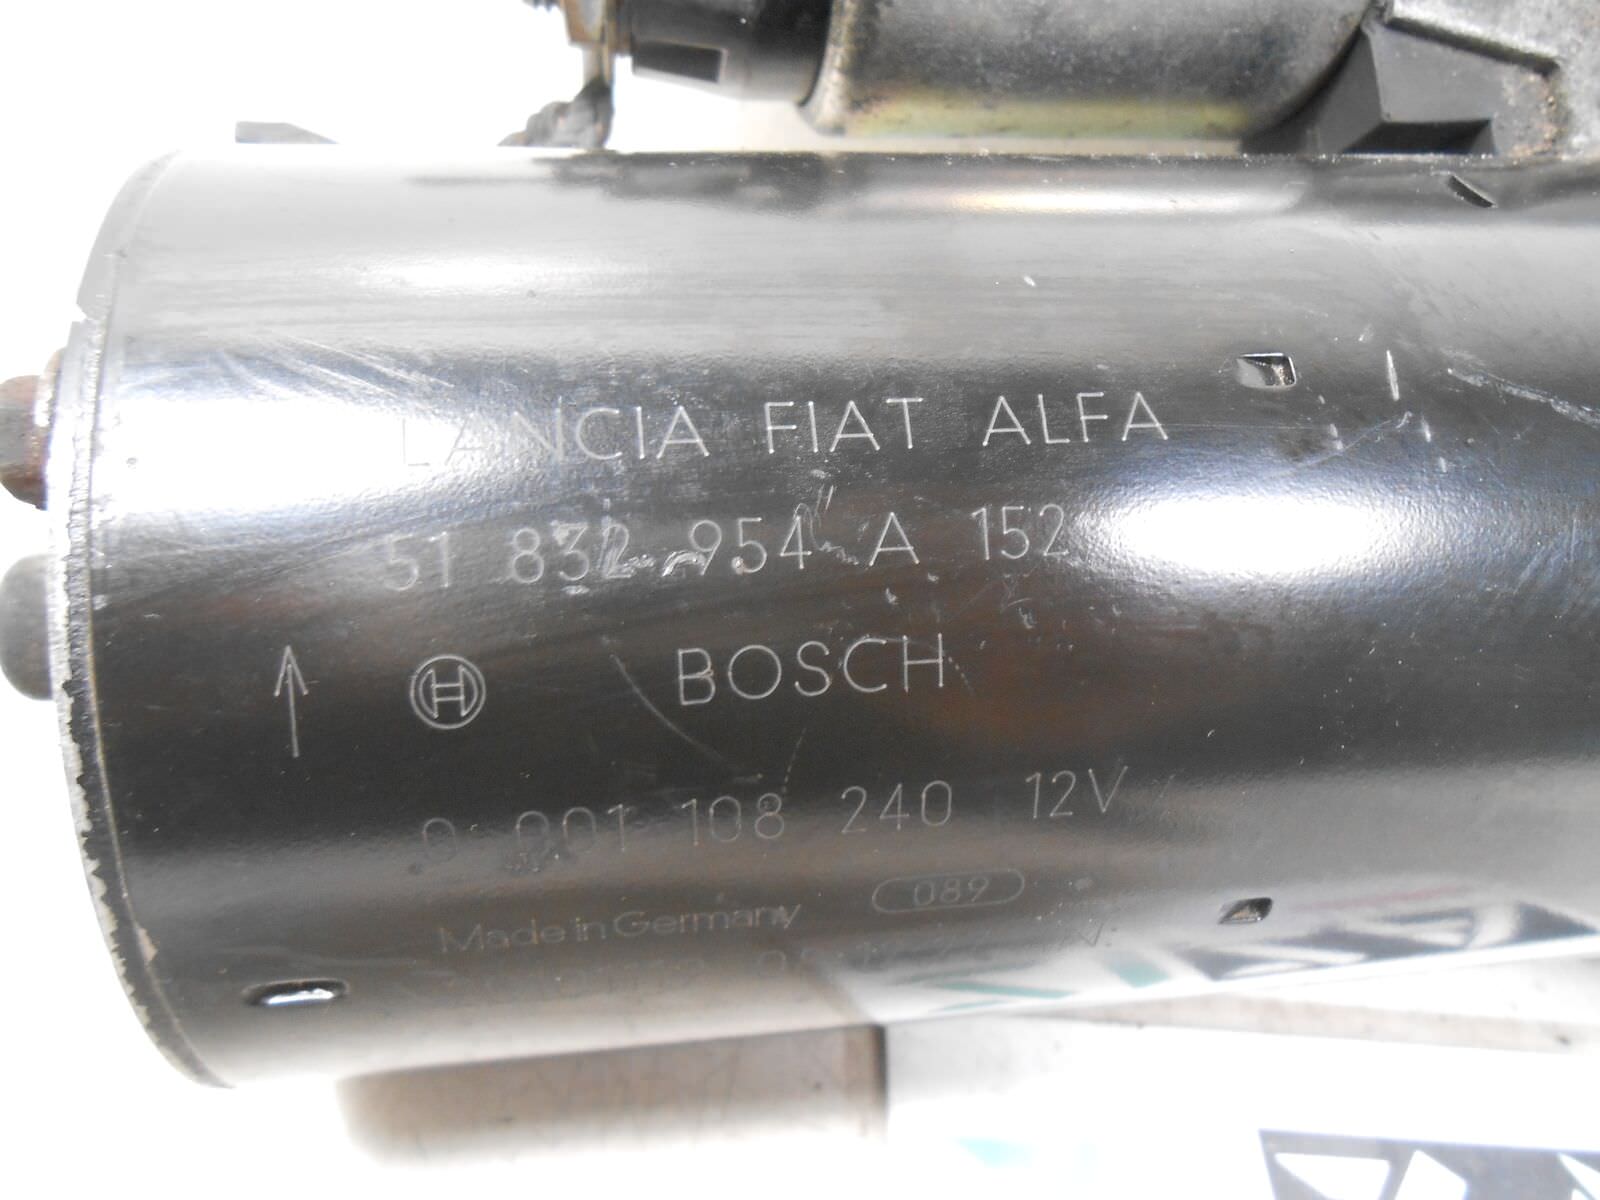 LANCIA FIAT ALFA
51 832 954 A 152
BOSCH
0 001 108 240 12V
089
Made in Germany